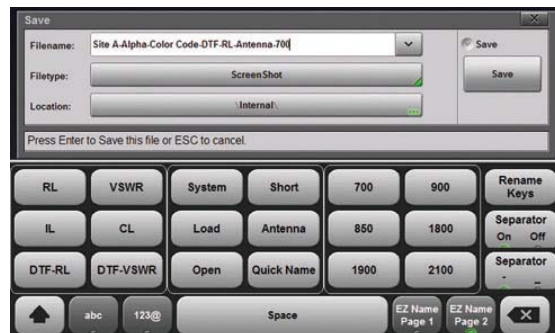 Save
Filename: Site A-Alpha-Color Code-DTF-RL-Antenna-700
Save
Filetype: ScreenShot
Save
Location: \Internal\
Press Enter to Save this file or ESC to cancel.
RL VSWR System Short 700 900 Rename Keys
IL CL Load Antenna 850 1800 Separator On Off
DTF-RL DTF-VSWR Open Quick Name 1900 2100 Separator - _
abc 123@ Space EZ Name Page 1 EZ Name Page 2